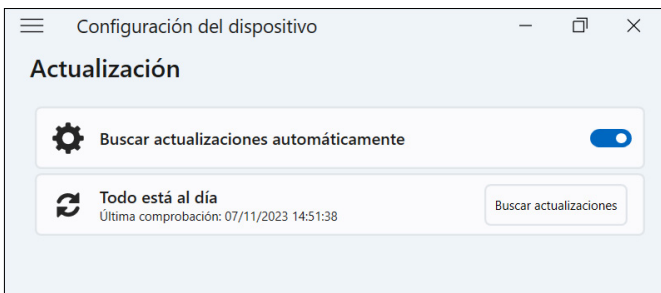 Configuración del dispositivo
Actualización
Buscar actualizaciones automáticamente
Todo está al día
Última comprobación: 07/11/2023 14:51:38
Buscar actualizaciones